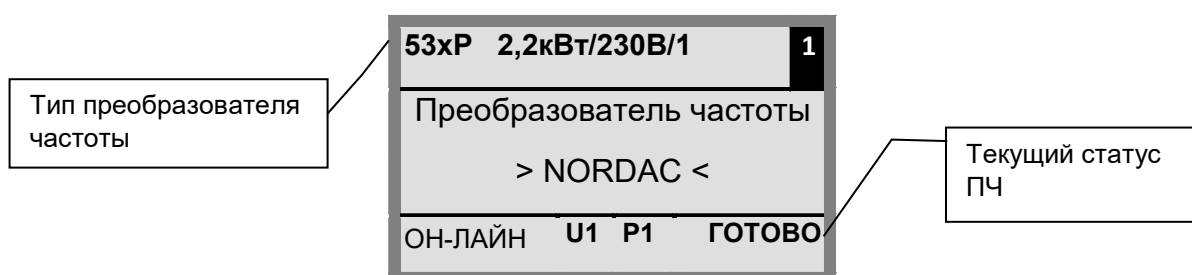 53xP 2,2кВт/230В/1 1
Тип преобразователя
частоты
Преобразователь частоты
> NORDAC <
Текущий статус
ПЧ
ОН-ЛАЙН U1 P1 ГОТОВО